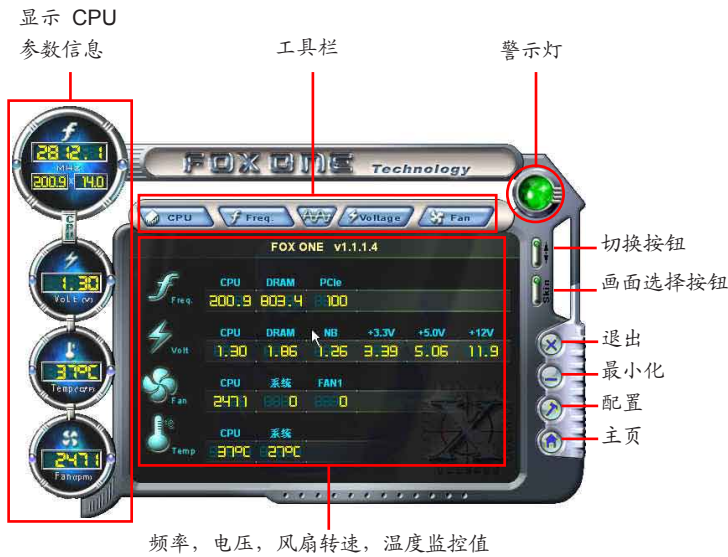 显示 CPU
参数信息
工具栏
警示灯
FOX ONE Technology
2812.1
MHz
200.9 × 14.0
CPU
CPU Freq. Voltage Fan
切换按钮
Skin
画面选择按钮
FOX ONE v1.1.1.4
CPU DRAM PCIe
Freq. 200.9 803.4 100
1.30
Volt (v)
CPU DRAM NB +3.3V +5.0V +12V
Volt 1.30 1.86 1.26 3.39 5.06 11.9
退出
最小化
配置
主页
37°C
CPU 系统 FAN1
Fan 2471 0 0
CPU 系统
Temp 37°C 27°C
2471
Fan(rpm)
频率，电压，风扇转速，温度监控值